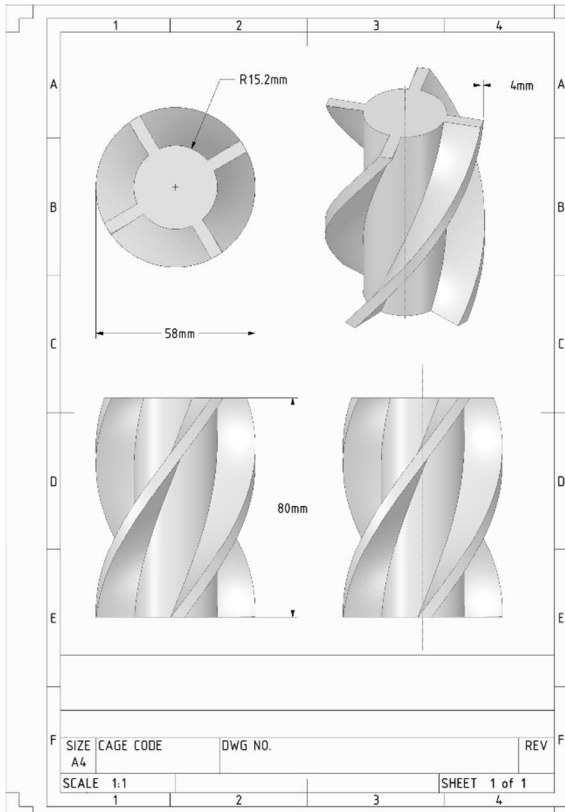 1 2 3 4
A A
R15.2mm 4mm
B B
58mm
C C
D D
80mm
E E
F F
SIZE CAGE CODE DWG NO. REV
A4
SCALE 1:1 SHEET 1 of 1
1 2 3 4